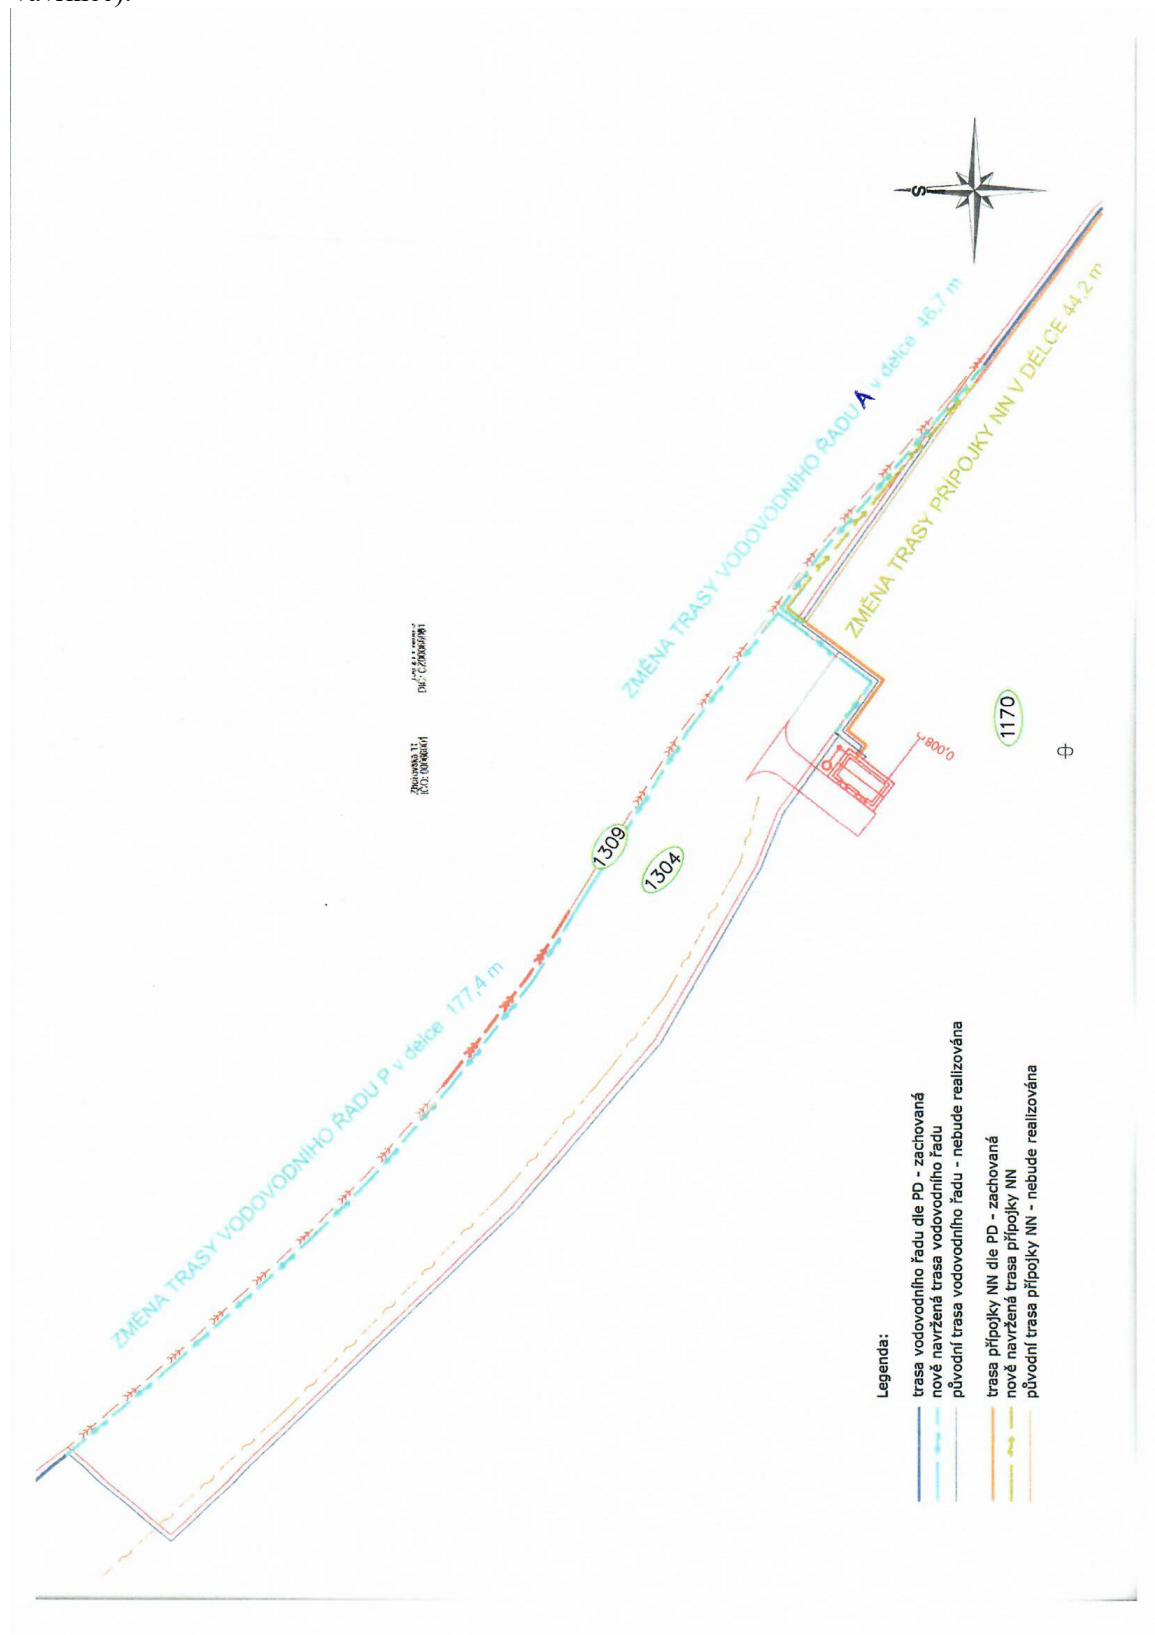 S
ZMĚNA TRASY VODOVODNÍHO ŘADU A v délce 46,7 m
ZMĚNA TRASY PŘÍPOJKY NN V DÉLCE 44,2 m
1170
1309
1304
ZMĚNA TRASY VODOVODNÍHO ŘADU P v délce 177,4 m
Legenda:
trasa vodovodního řadu dle PD - zachovaná
nově navržená trasa vodovodního řadu
původní trasa vodovodního řadu - nebude realizována
trasa přípojky NN dle PD - zachovaná
nově navržená trasa přípojky NN
původní trasa přípojky NN - nebude realizována